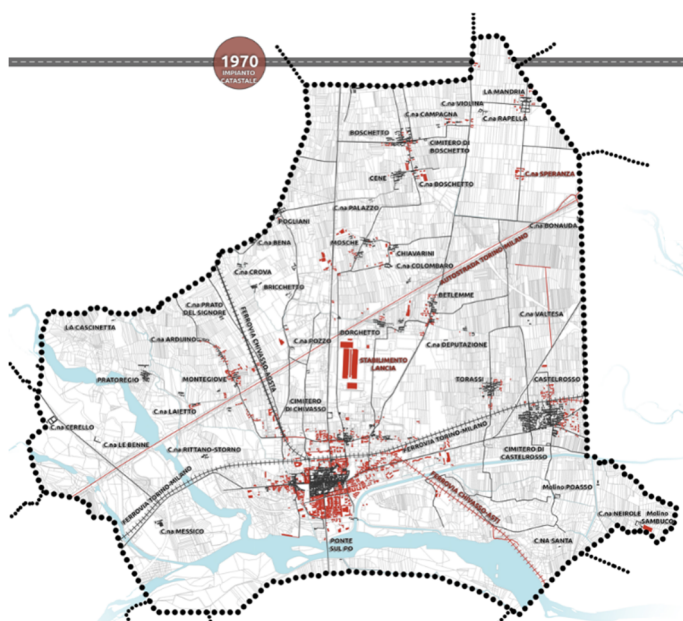 1970
IMPIANTO
CATASTALE
LA MANDRIA
C.na VIOLINA
C.na CAMPAGNA
C.na RAPELLA
BOSCHETTO
CIMITERO DI
BOSCHETTO
CENE
C.na BOSCHETTO
C.na SPERANZA
C.na PALAZZO
POGLIANI
C.na BONAUDA
C.na BENA
MOSCHE
CHIAVARINI
C.na COLOMBARO
AUTOSTRADA TORINO-MILANO
C.na CROVA
BRICCHETTO
BETLEMME
C.na PRATO
DEL SIGNORE
C.na VALTESA
LA CASCINETTA
FERROVIA CHIVASSO-AOSTA
C.na ARDUINO
C.na POZZO
BORGHETTO
C.na DEPUTAZIONE
STABILIMENTO
LANCIA
PRATOREGIO
MONTEGIOVE
TORASSI
CASTELROSSO
C.na LAIETTO
CIMITERO
DI CHIVASSO
C.na CERELLO
C.na LE BENNE
C.na RITTANO-STORNO
FERROVIA TORINO-MILANO
CIMITERO DI
CASTELROSSO
FERROVIA TORINO-MILANO
FERROVIA CHIVASSO-ASTI
Molino POASSO
C.na NEIROLE
Molino
SAMBUCO
C.na MESSICO
PONTE
SUL PO
C.NA SANTA